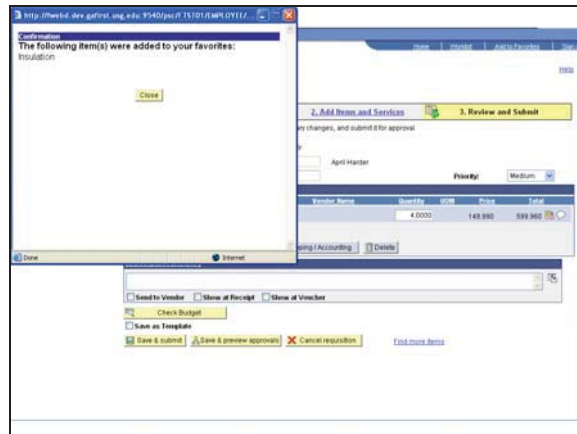 http://fwebd.dev.gafirst.usg.edu:9540/psc/FTST01/EMPLOYEE/...
Confirmation
The following item(s) were added to your favorites:
Insulation
Close
Done
Internet
Home
Worklist
Add to Favorites
Sign
Help
2. Add Items and Services
3. Review and Submit
ry changes, and submit it for approval.
April Harder
Priority:
Medium
Vendor Name
Quantity
UOM
Price
Total
4.0000
149.990
599.960
ping / Accounting
Delete
Send to Vendor
Show at Receipt
Show at Voucher
Check Budget
Save as Template
Save & submit
Save & preview approvals
Cancel requisition
Find more items